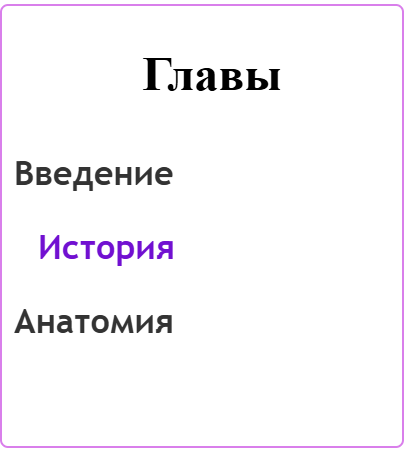 Главы
Введение
История
Анатомия